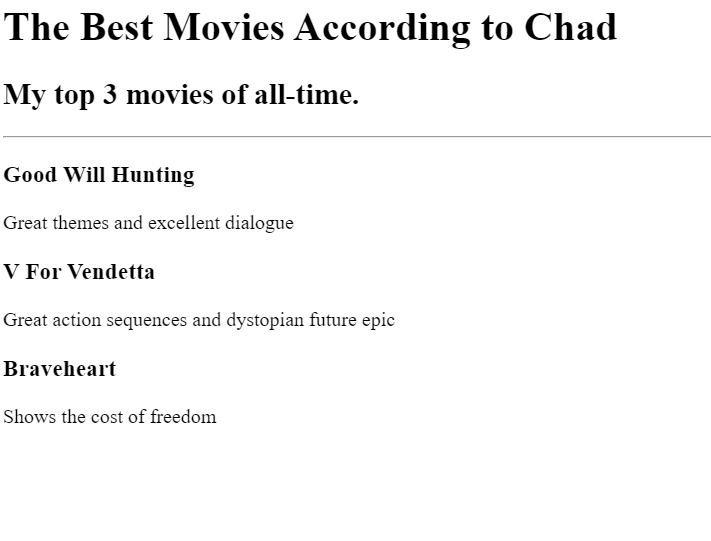 The Best Movies According to Chad
My top 3 movies of all-time.
Good Will Hunting
Great themes and excellent dialogue
V For Vendetta
Great action sequences and dystopian future epic
Braveheart
Shows the cost of freedom